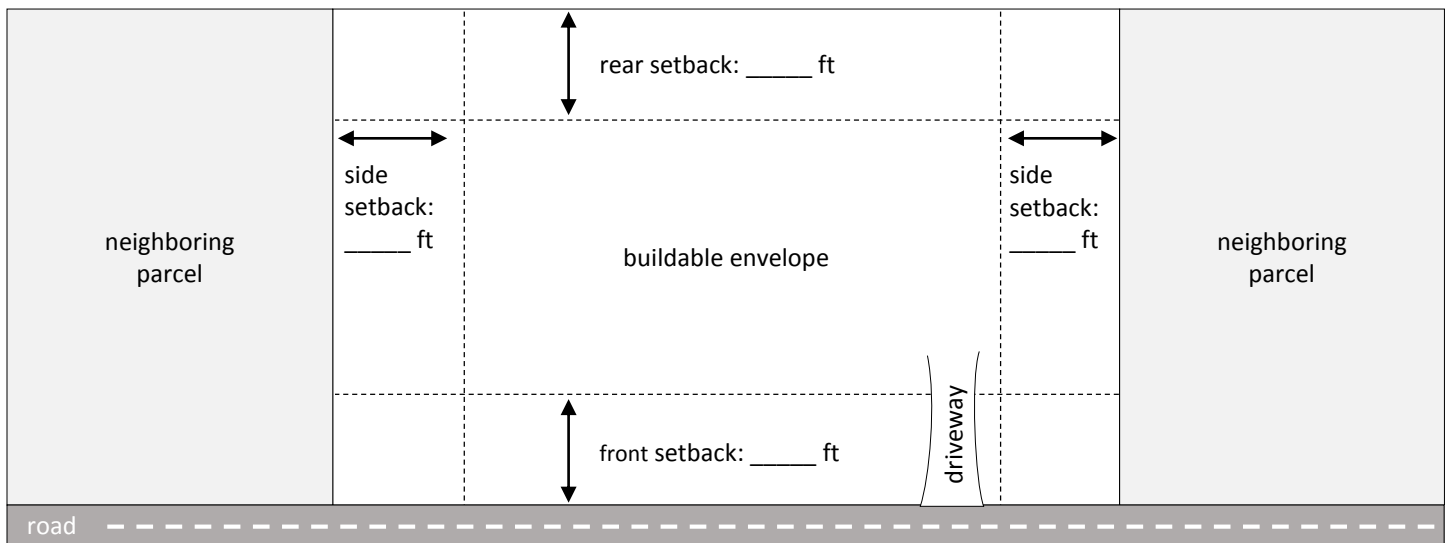 rear setback: _____ ft
side
setback:
_____ ft
side
setback:
_____ ft
neighboring
parcel
buildable envelope
neighboring
parcel
front setback: _____ ft
driveway
road